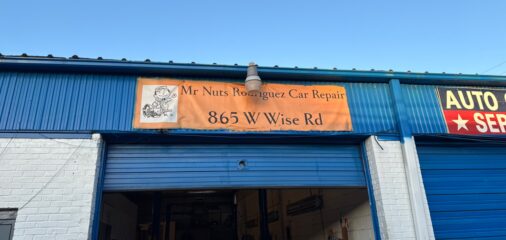 Mr Nuts Rodriguez Car Repair
865 W Wise Rd
AUTO
SER